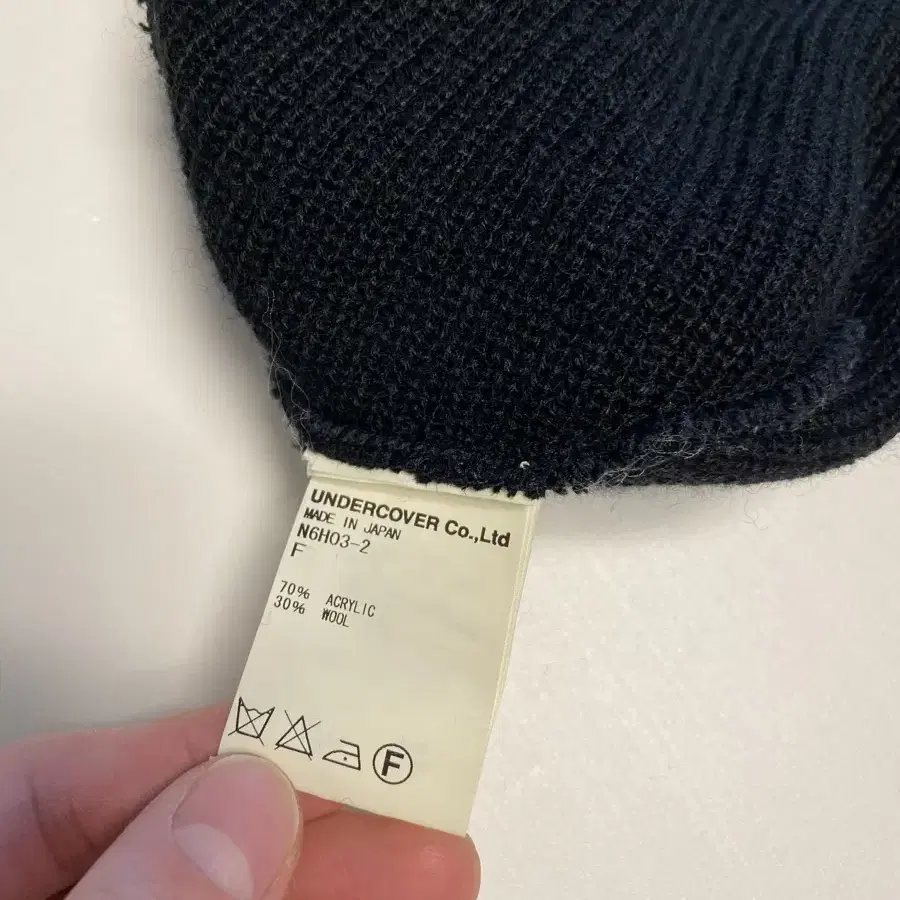 UNDERCOVER Co.,Ltd
MADE IN JAPAN
N6H03-2
F
70% ACRYLIC
30% WOOL
F